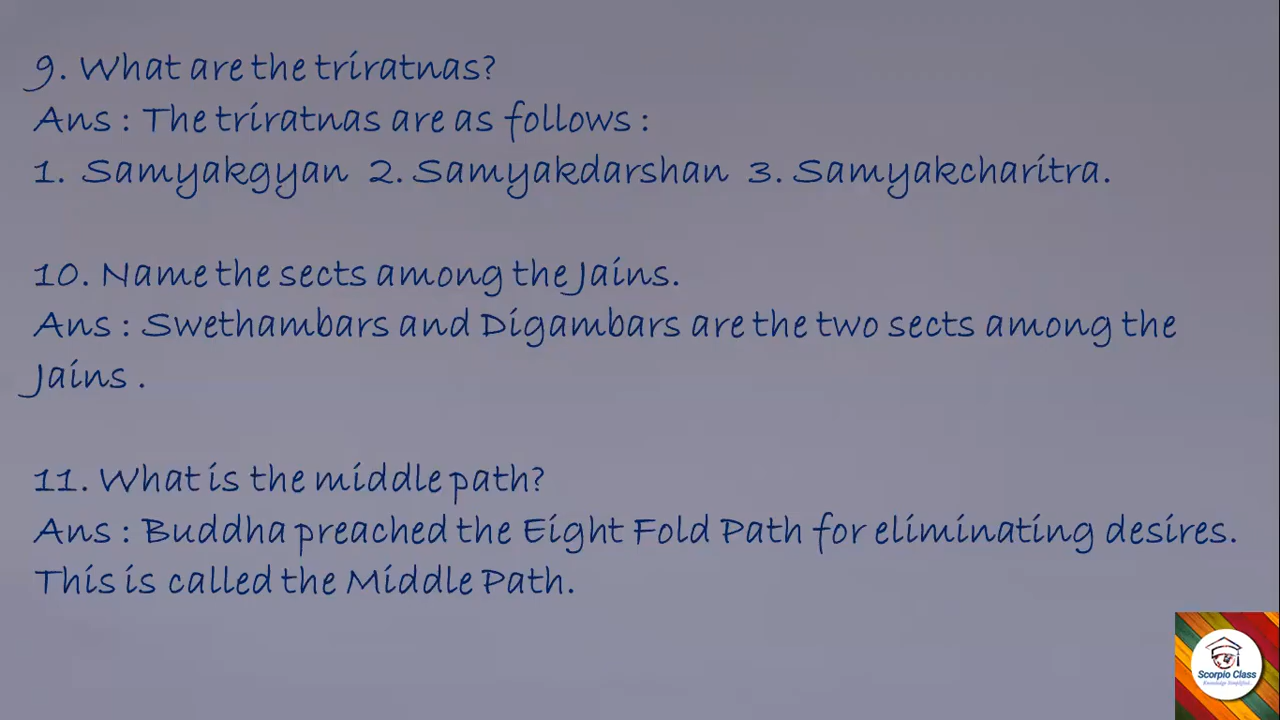 9. What are the triratnas?
Ans : The triratnas are as follows :
1. Samyakgyan 2. Samyakdarshan 3. Samyakcharitra.
10. Name the sects among the Jains.
Ans : Swethambars and Digambars are the two sects among the
Jains .
11. What is the middle path?
Ans : Buddha preached the Eight Fold Path for eliminating desires.
This is called the Middle Path.
Scorpio Class
Knowledge Simplified.